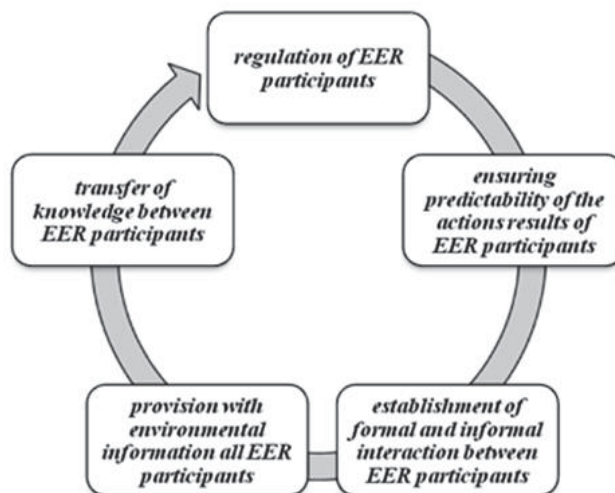 regulation of EER
participants
ensuring
predictability of the
actions results of
EER participants
establishment of
formal and informal
interaction between
EER participants
provision with
environmental
information all EER
participants
transfer of
knowledge between
EER participants